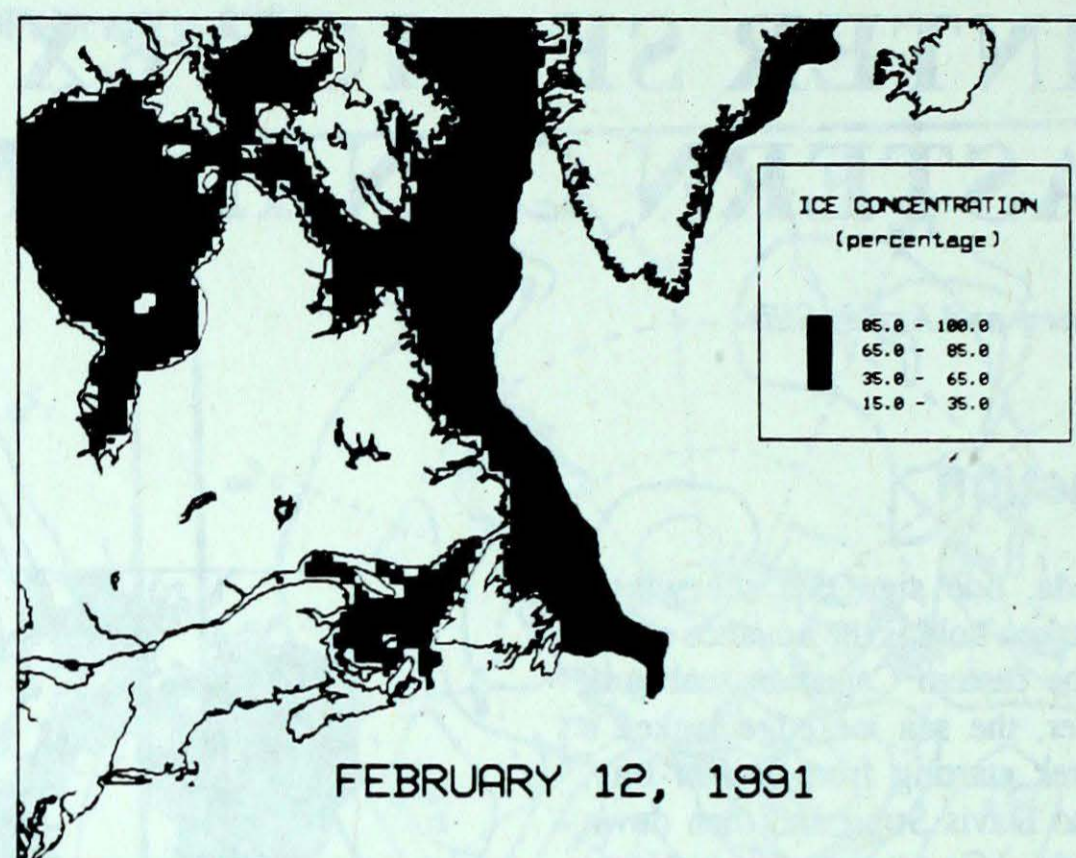 ICE CONCENTRATION
(percentage)
85.0 - 100.0
65.0 - 85.0
35.0 - 65.0
15.0 - 35.0
FEBRUARY 12, 1991